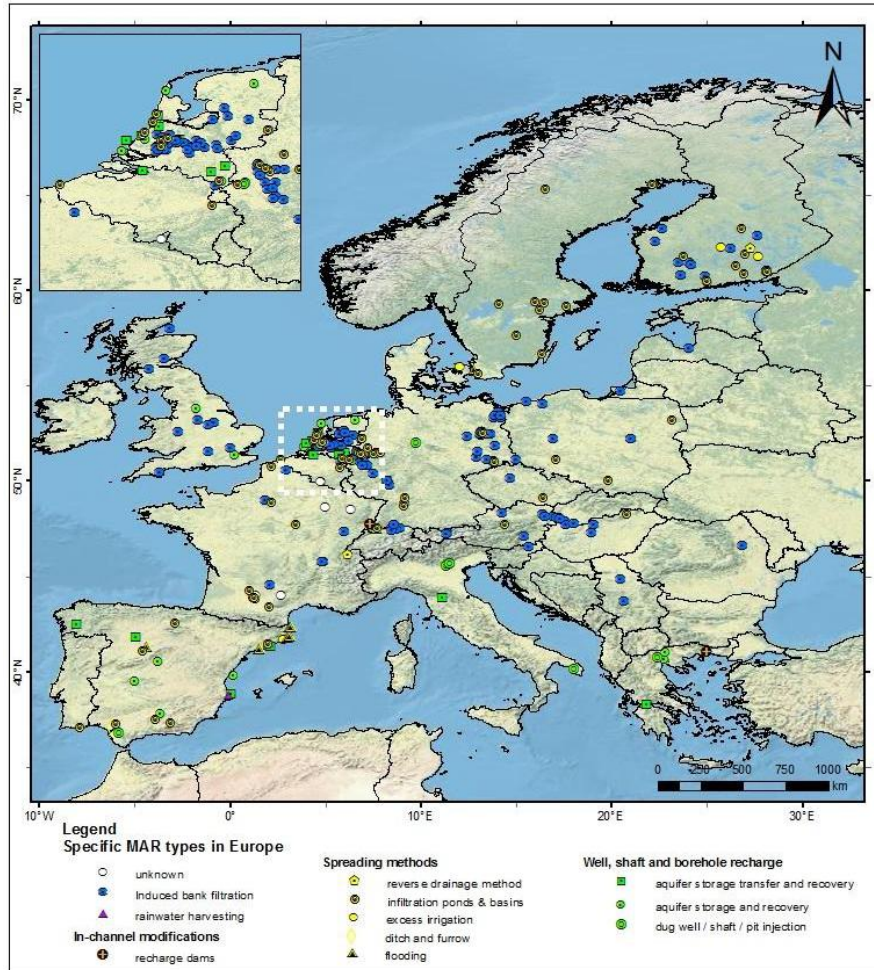 N
70°N
60°N
50°N
40°N
0 250 500 750 1000
km
10°W 0° 10°E 20°E 30°E
Legend
Specific MAR types in Europe
unknown
Induced bank filtration
rainwater harvesting
In-channel modifications
recharge dams
Spreading methods
reverse drainage method
infiltration ponds & basins
excess irrigation
ditch and furrow
flooding
Well, shaft and borehole recharge
aquifer storage transfer and recovery
aquifer storage and recovery
dug well / shaft / pit injection